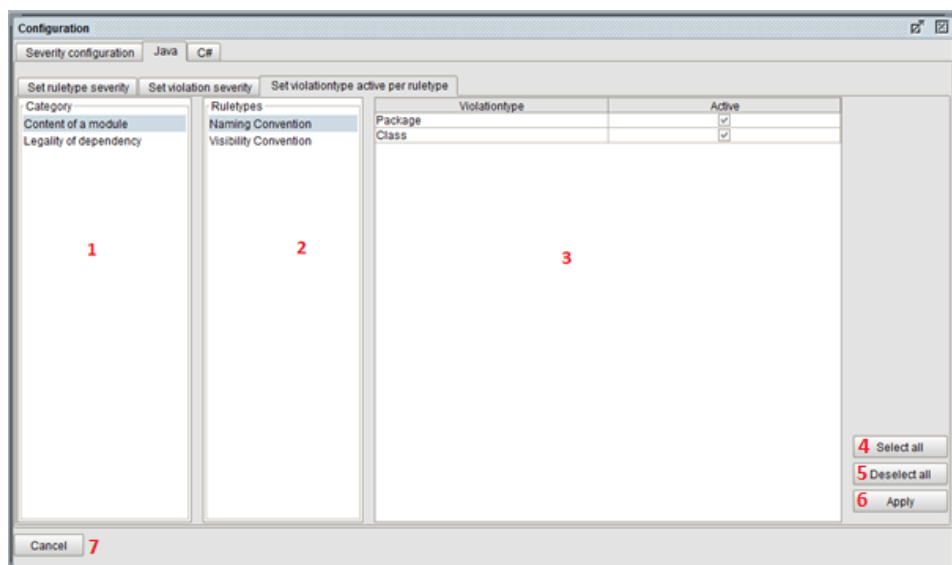 Configuration
Severity configuration Java C#
Set ruletype severity Set violation severity Set violationtype active per ruletype
Category Ruletypes Violationtype Active
Content of a module Naming Convention Package
Legality of dependency Visibility Convention Class
1 2 3
4 Select all
5 Deselect all
6 Apply
Cancel 7